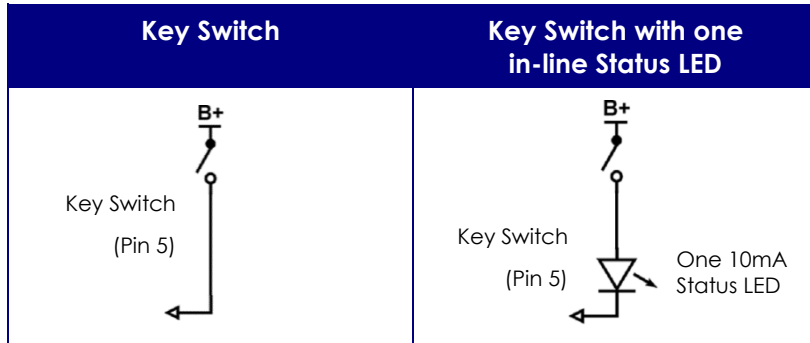 Key Switch
Key Switch with one
in-line Status LED
B+
Key Switch
(Pin 5)
B+
Key Switch
(Pin 5)
One 10mA
Status LED